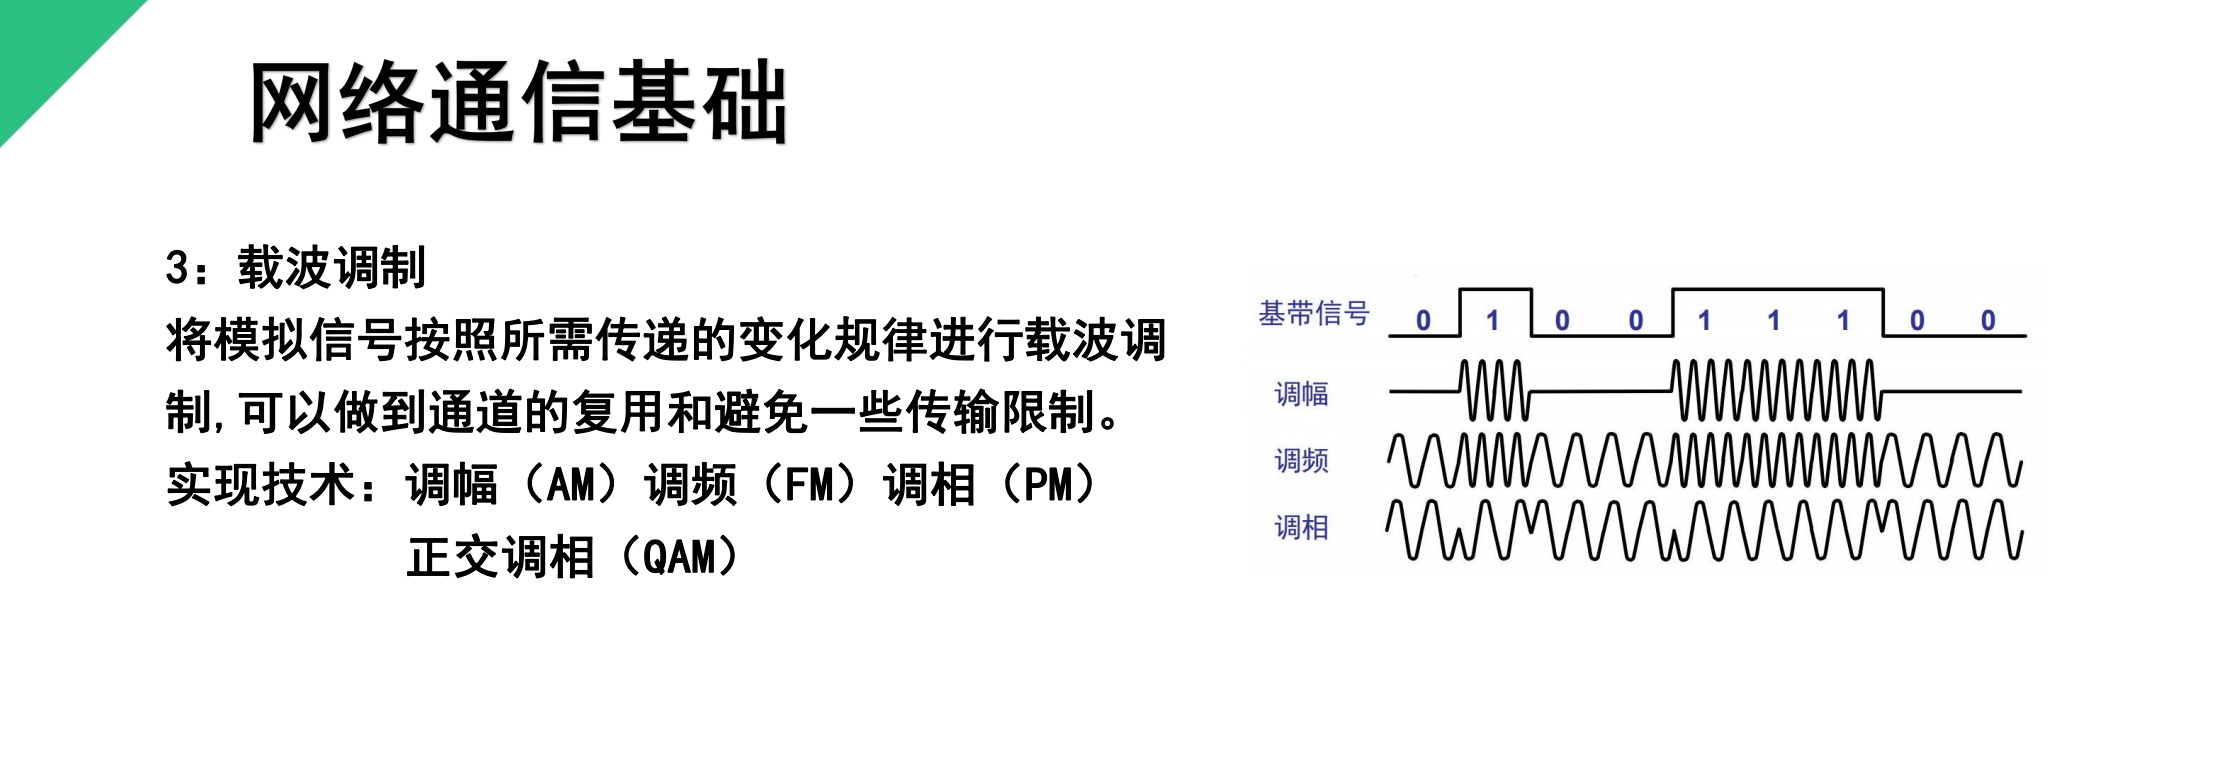 网络通信基础
3：载波调制
将模拟信号按照所需传递的变化规律进行载波调
制,可以做到通道的复用和避免一些传输限制。
实现技术：调幅（AM）调频（FM）调相（PM）
正交调相（QAM）
基带信号 0 1 0 0 1 1 1 0 0
调幅
调频
调相